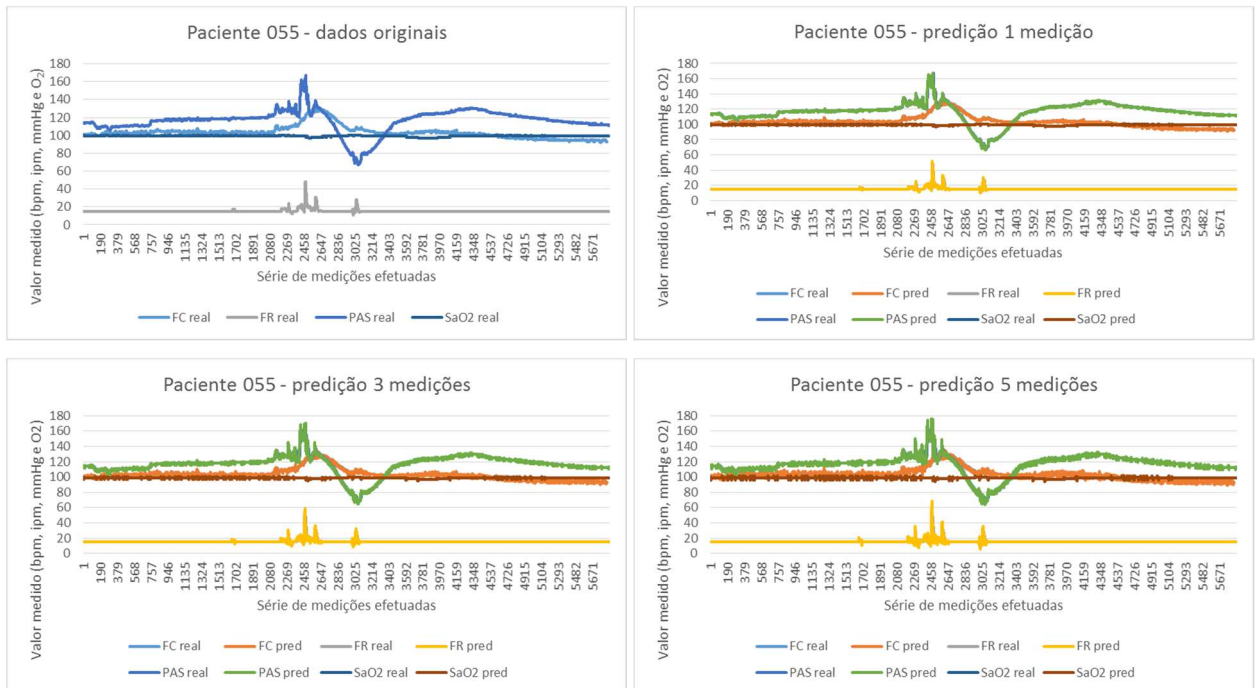 Paciente 055 - dados originais
Valor medido (bpm, ipm, mmHg e O₂)
180
160
140
120
100
80
60
40
20
0
1 190 379 568 757 946 1135 1324 1513 1702 1891 2080 2269 2458 2647 2836 3025 3214 3403 3592 3781 3970 4159 4348 4537 4726 4915 5104 5293 5482 5671
Série de medições efetuadas
FC real FR real PAS real SaO2 real
Paciente 055 - predição 1 medição
Valor medido (bpm, ipm, mmHg e O2)
180
160
140
120
100
80
60
40
20
0
1 190 379 568 757 946 1135 1324 1513 1702 1891 2080 2269 2458 2647 2836 3025 3214 3403 3592 3781 3970 4159 4348 4537 4726 4915 5104 5293 5482 5671
Série de medições efetuadas
FC real FC pred FR real FR pred
PAS real PAS pred SaO2 real SaO2 pred
Paciente 055 - predição 3 medições
Valor medido (bpm, ipm, mmHg e O2)
180
160
140
120
100
80
60
40
20
0
1 190 379 568 757 946 1135 1324 1513 1702 1891 2080 2269 2458 2647 2836 3025 3214 3403 3592 3781 3970 4159 4348 4537 4726 4915 5104 5293 5482 5671
Série de medições efetuadas
FC real FC pred FR real FR pred
PAS real PAS pred SaO2 real SaO2 pred
Paciente 055 - predição 5 medições
Valor medido (bpm, ipm, mmHg e O2)
180
160
140
120
100
80
60
40
20
0
1 190 379 568 757 946 1135 1324 1513 1702 1891 2080 2269 2458 2647 2836 3025 3214 3403 3592 3781 3970 4159 4348 4537 4726 4915 5104 5293 5482 5671
Série de medições efetuadas
FC real FC pred FR real FR pred
PAS real PAS pred SaO2 real SaO2 pred